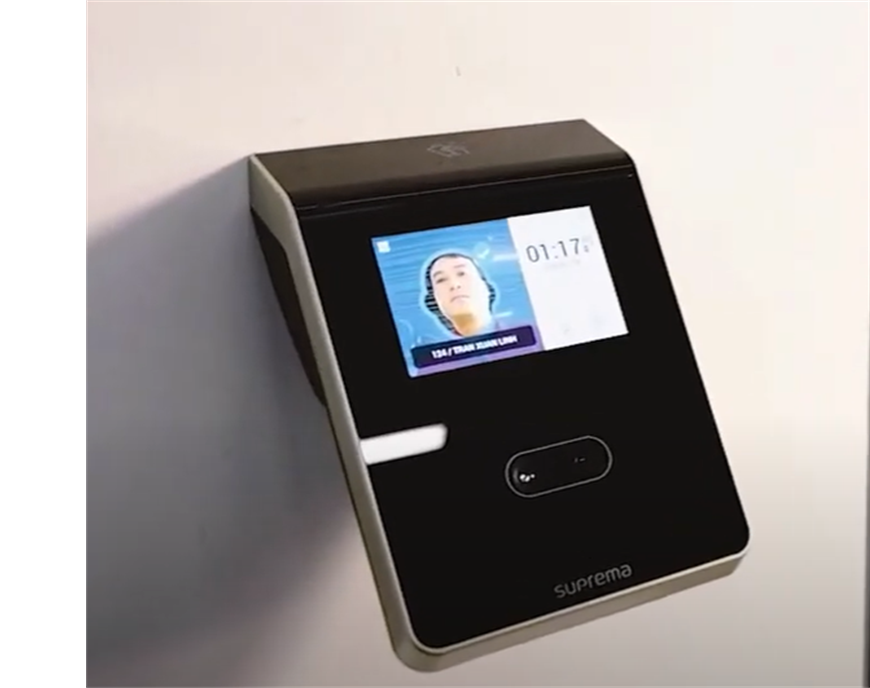 01:17
124 / TRAN XUAN LINH
suprema